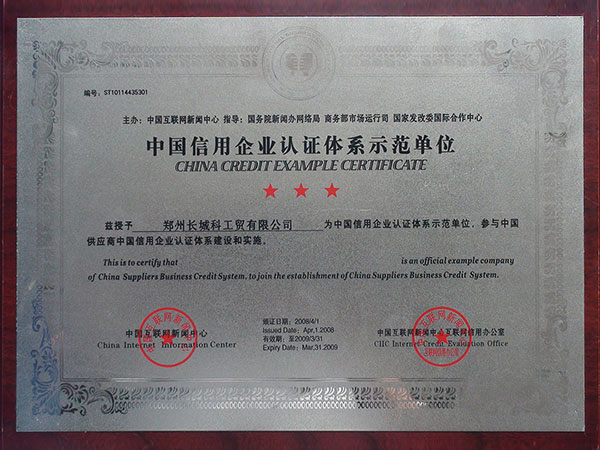 编号：ST10114435301
主办：中国互联网新闻中心 指导：国务院新闻办网络局 商务部市场运行司 国家发改委国际合作中心
中国信用企业认证体系示范单位
CHINA CREDIT EXAMPLE CERTIFICATE
兹授予 郑州长城科工贸有限公司 为中国信用企业认证体系示范单位，参与中国
供应商中国信用企业认证体系建设和实施。
This is to certify that is an official example company
of China Suppliers Business Credit System, to join the establishment of China Suppliers Business Credit System.
中国互联网新闻中心
China Internet Information Center
颁证日期：2008/4/1
Issued Date：Apr,1.2008
有效期：至2009/3/31
Expiry Date：Mar,31.2009
中国互联网新闻中心互联网信用办公室
CIIC Internet Credit Evaluation Office